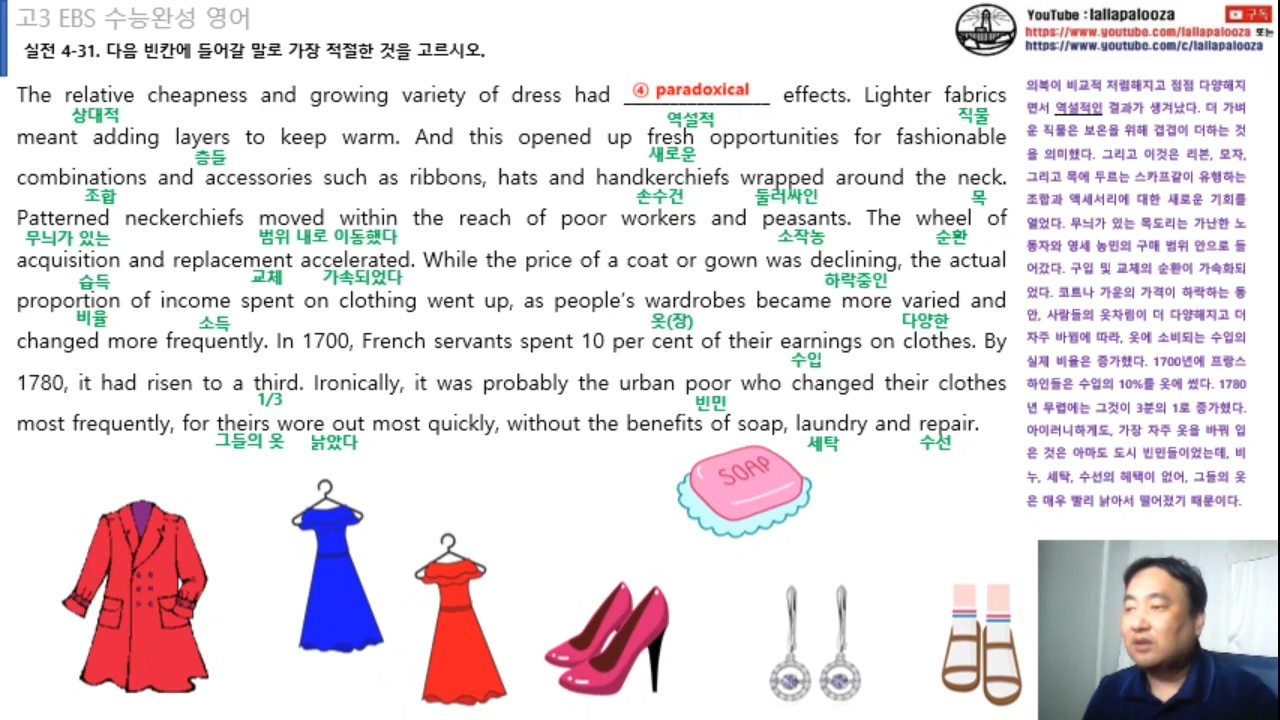 고3 EBS 수능완성 영어
실전 4-31. 다음 빈칸에 들어갈 말로 가장 적절한 것을 고르시오.
YouTube : lallapalooza
구독
https://www.youtube.com/lallapalooza 또는
https://www.youtube.com/c/lallapalooza
The relative cheapness and growing variety of dress had ④ paradoxical effects. Lighter fabrics
상대적 역설적 직물
meant adding layers to keep warm. And this opened up fresh opportunities for fashionable
층들 새로운
combinations and accessories such as ribbons, hats and handkerchiefs wrapped around the neck.
조합 손수건 둘러싸인 목
Patterned neckerchiefs moved within the reach of poor workers and peasants. The wheel of
무늬가 있는 범위 내로 이동했다 소작농 순환
acquisition and replacement accelerated. While the price of a coat or gown was declining, the actual
습득 교체 가속되었다 하락중인
proportion of income spent on clothing went up, as people's wardrobes became more varied and
비율 소득 옷(장) 다양한
changed more frequently. In 1700, French servants spent 10 per cent of their earnings on clothes. By
수입
1780, it had risen to a third. Ironically, it was probably the urban poor who changed their clothes
1/3 빈민
most frequently, for theirs wore out most quickly, without the benefits of soap, laundry and repair.
그들의 옷 낡았다 세탁 수선
의복이 비교적 저렴해지고 점점 다양해지
면서 역설적인 결과가 생겨났다. 더 가벼
운 직물은 보온을 위해 겹겹이 더하는 것
을 의미했다. 그리고 이것은 리본, 모자,
그리고 목에 두르는 스카프같이 유행하는
조합과 액세서리에 대한 새로운 기회를
열었다. 무늬가 있는 목도리는 가난한 노
동자와 영세 농민의 구매 범위 안으로 들
어갔다. 구입 및 교체의 순환이 가속화되
었다. 코트나 가운의 가격이 하락하는 동
안, 사람들의 옷차림이 더 다양해지고 더
자주 바뀜에 따라, 옷에 소비되는 수입의
실제 비율은 증가했다. 1700년에 프랑스
하인들은 수입의 10%를 옷에 썼다. 1780
년 무렵에는 그것이 3분의 1로 증가했다.
아이러니하게도, 가장 자주 옷을 바꿔 입
은 것은 아마도 도시 빈민들이었는데, 비
누, 세탁, 수선의 혜택이 없어, 그들의 옷
은 매우 빨리 낡아서 떨어졌기 때문이다.
SOAP